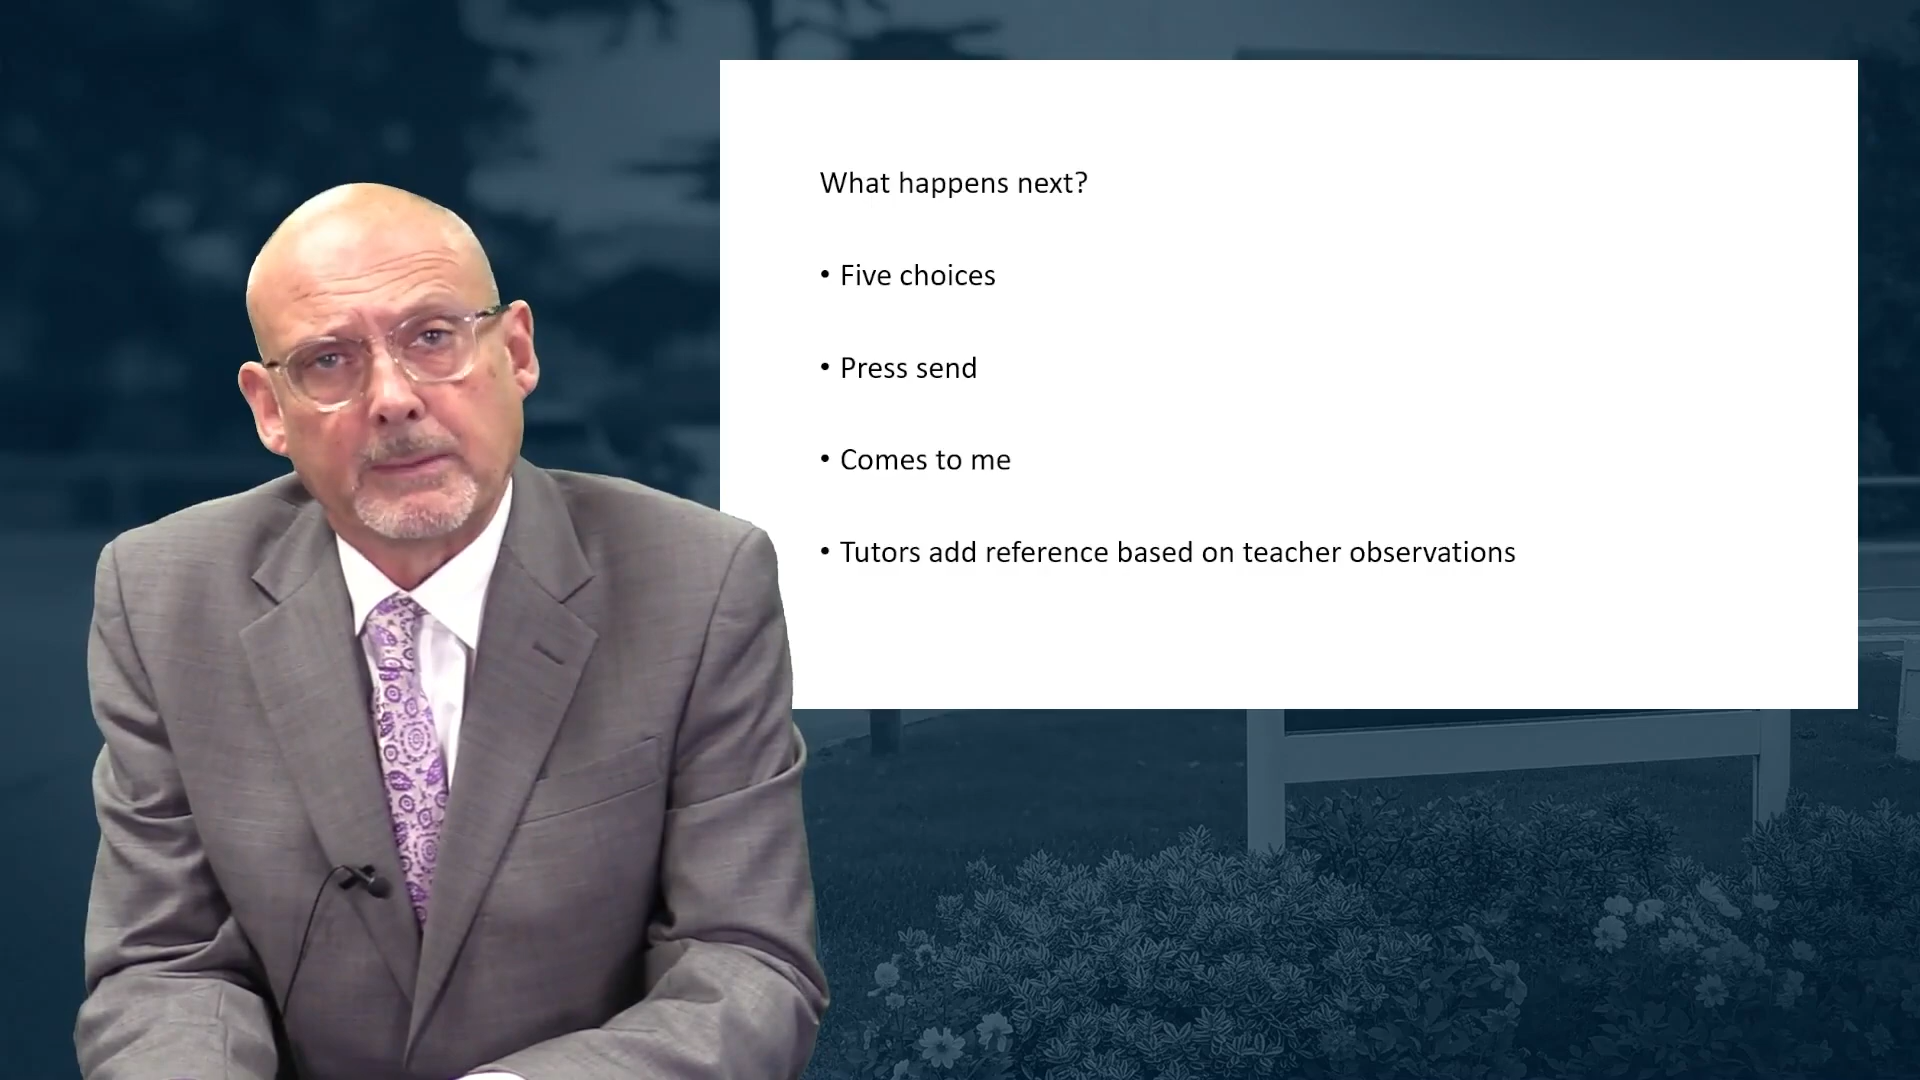 What happens next?
• Five choices
• Press send
• Comes to me
• Tutors add reference based on teacher observations